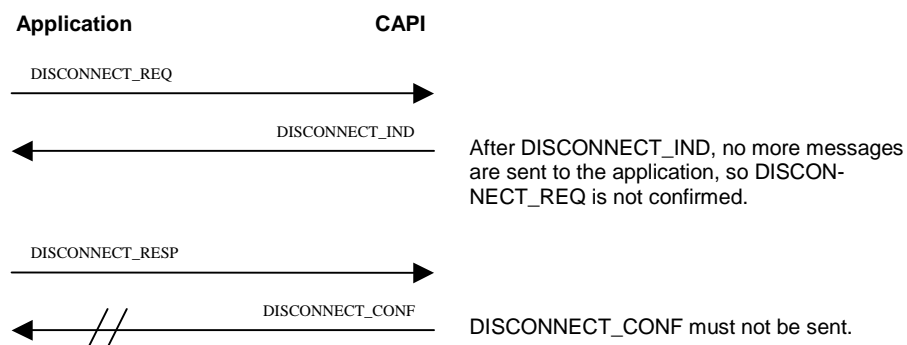 Application CAPI
DISCONNECT_REQ
DISCONNECT_IND
After DISCONNECT_IND, no more messages
are sent to the application, so DISCON-
NECT_REQ is not confirmed.
DISCONNECT_RESP
DISCONNECT_CONF
DISCONNECT_CONF must not be sent.